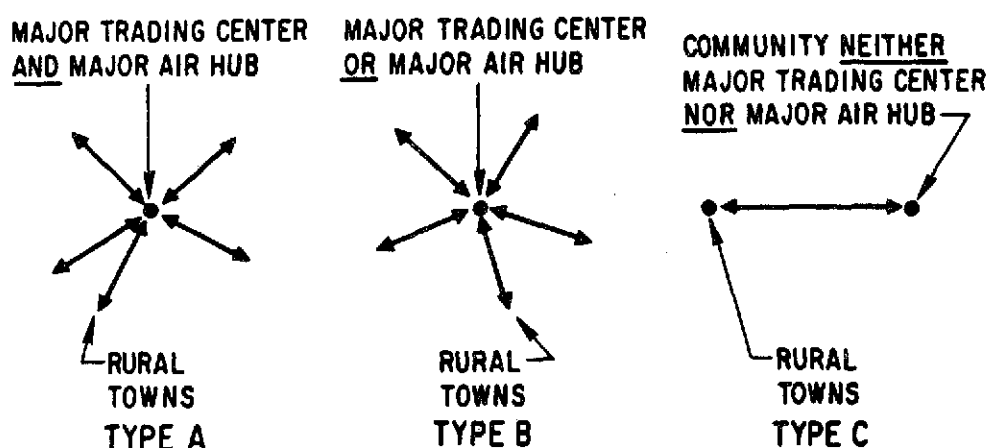 MAJOR TRADING CENTER
AND MAJOR AIR HUB
RURAL
TOWNS
TYPE A
MAJOR TRADING CENTER
OR MAJOR AIR HUB
RURAL
TOWNS
TYPE B
COMMUNITY NEITHER
MAJOR TRADING CENTER
NOR MAJOR AIR HUB
RURAL
TOWNS
TYPE C